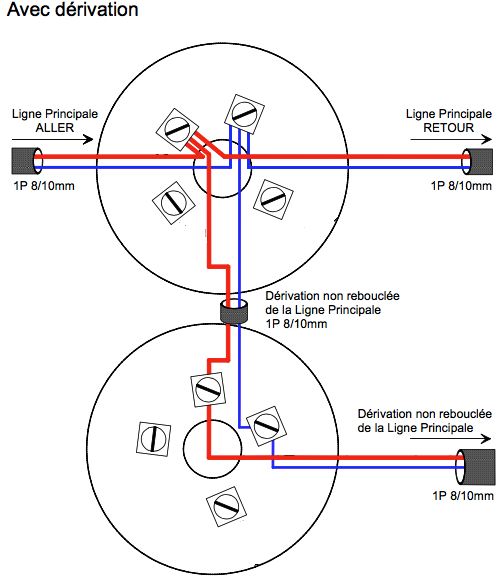 Avec dérivation
Ligne Principale
ALLER
Ligne Principale
RETOUR
1P 8/10mm
1P 8/10mm
Dérivation non rebouclée
de la Ligne Principale
1P 8/10mm
Dérivation non rebouclée
de la Ligne Principale
1P 8/10mm